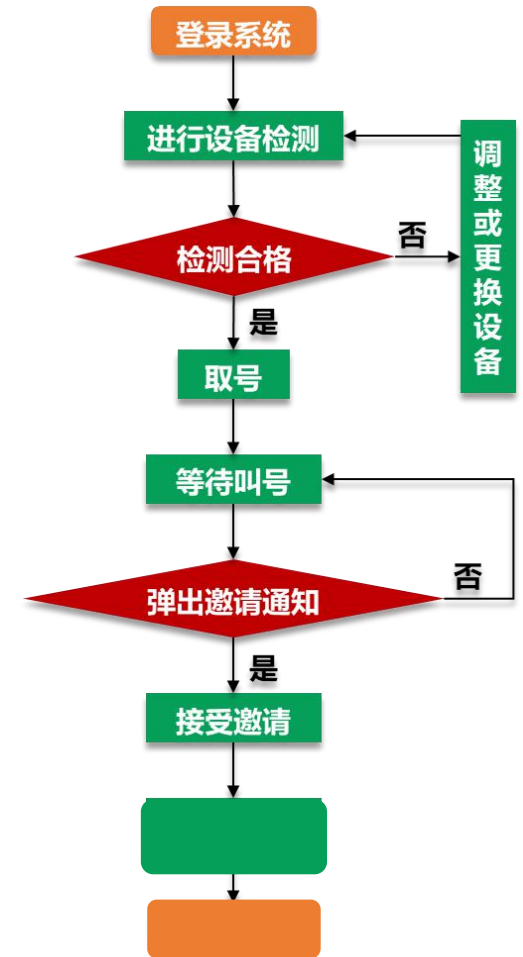 登录系统
进行设备检测
调整或更换设备
检测合格
否
是
取号
等待叫号
弹出邀请通知
否
是
接受邀请